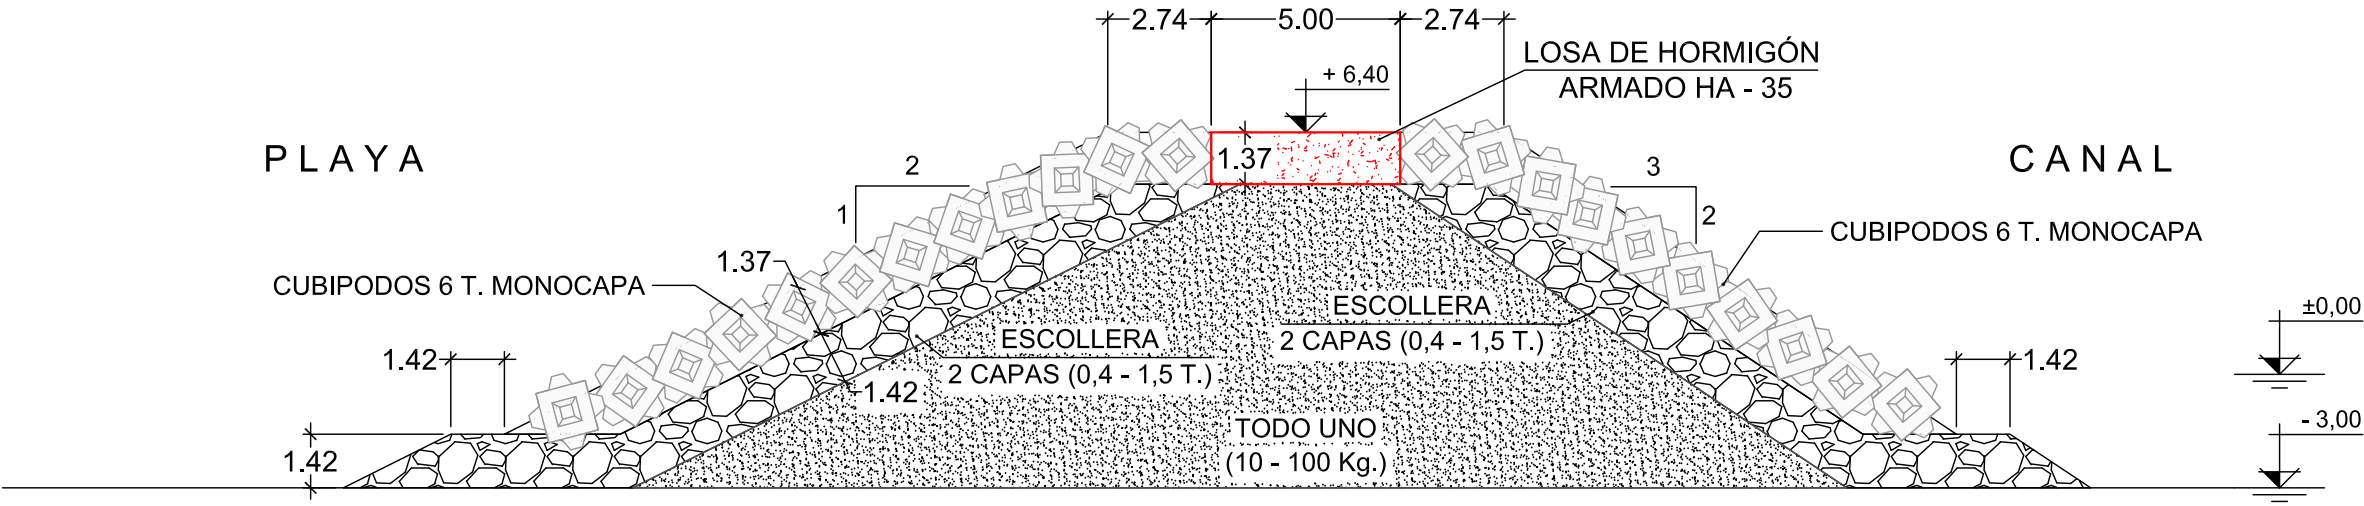 2.74
5.00
2.74
LOSA DE HORMIGÓN
ARMADO HA - 35
+ 6,40
PLAYA
CANAL
1.37
2
1
3
2
CUBIPODOS 6 T. MONOCAPA
1.37
CUBIPODOS 6 T. MONOCAPA
ESCOLLERA
2 CAPAS (0,4 - 1,5 T.)
ESCOLLERA
2 CAPAS (0,4 - 1,5 T.)
±0,00
1.42
1.42
1.42
1.42
TODO UNO
(10 - 100 Kg.)
- 3,00